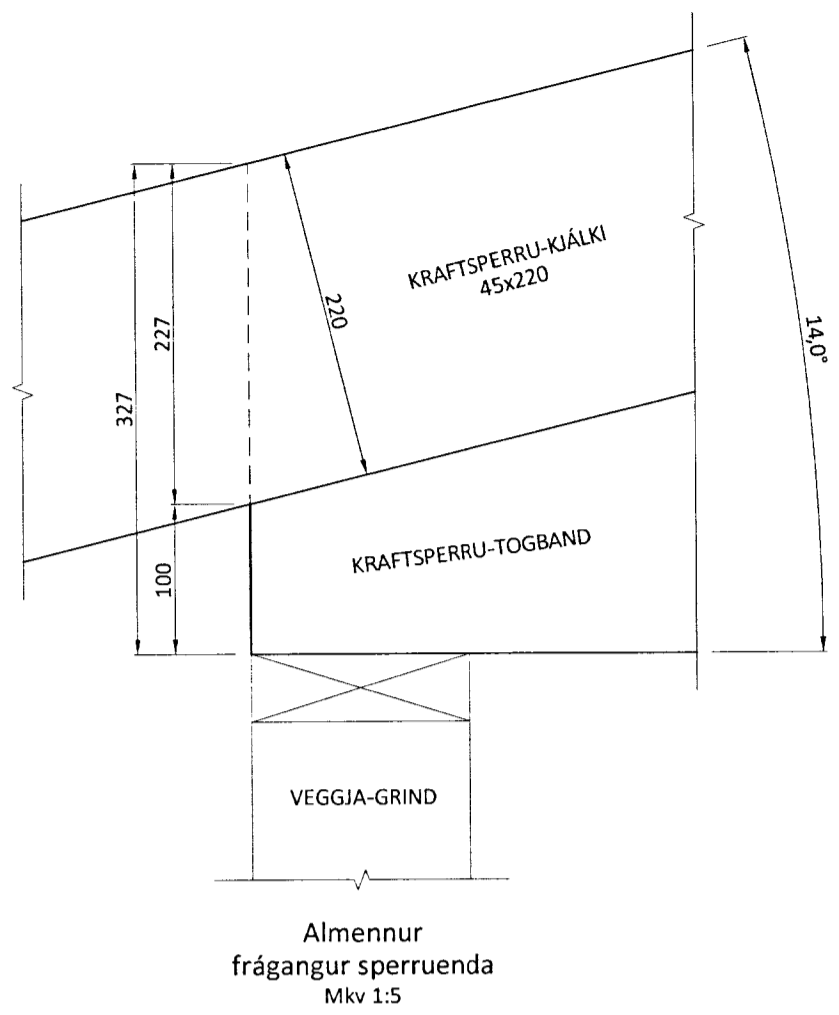 KRAFTSPERRU-KJÁLKI
45x220
220
227
327
14,0°
100
KRAFTSPERRU-TOGBAND
VEGGJA-GRIND
Almennur
frágangur sperruenda
Mkv 1:5